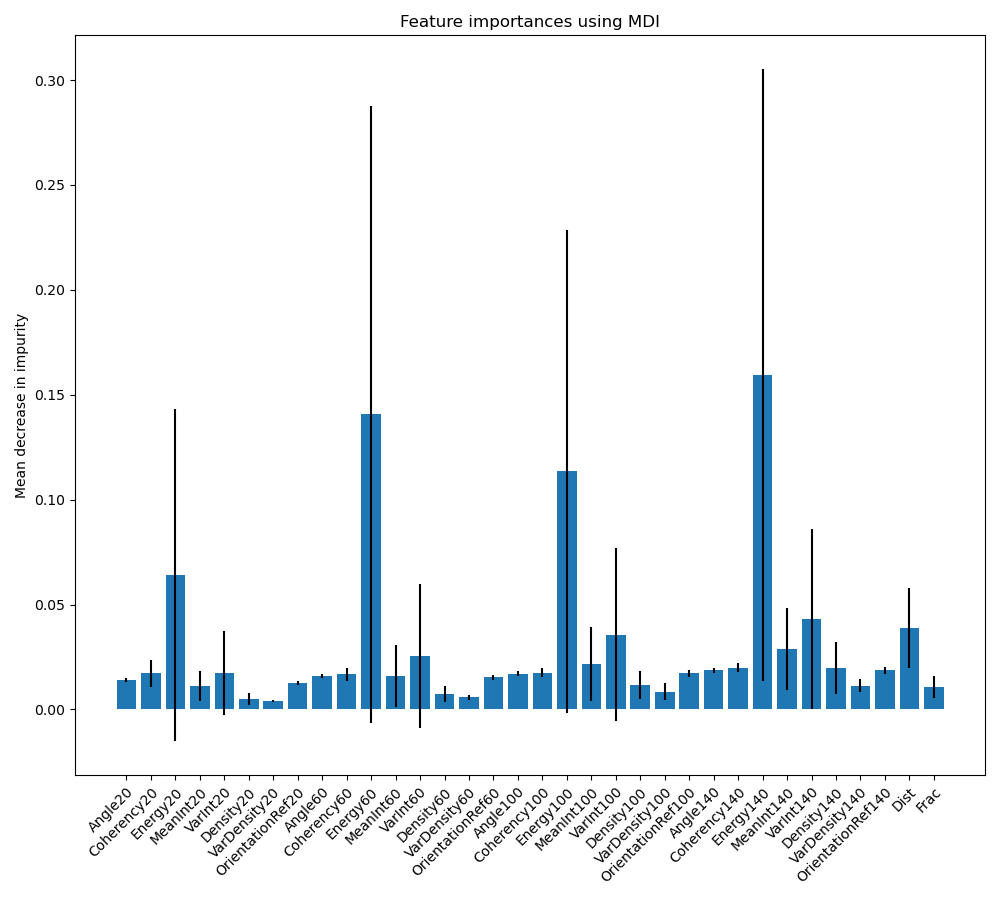 Feature importances using MDI
Mean decrease in impurity
0.30
0.25
0.20
0.15
0.10
0.05
0.00
Angle20
Coherency20
Energy20
MeanInt20
VarInt20
Density20
VarDensity20
OrientationRef20
Angle60
Coherency60
Energy60
MeanInt60
VarInt60
Density60
VarDensity60
OrientationRef60
Angle100
Coherency100
Energy100
MeanInt100
VarInt100
Density100
VarDensity100
OrientationRef100
Angle140
Coherency140
Energy140
MeanInt140
VarInt140
Density140
VarDensity140
OrientationRef140
Dist
Frac